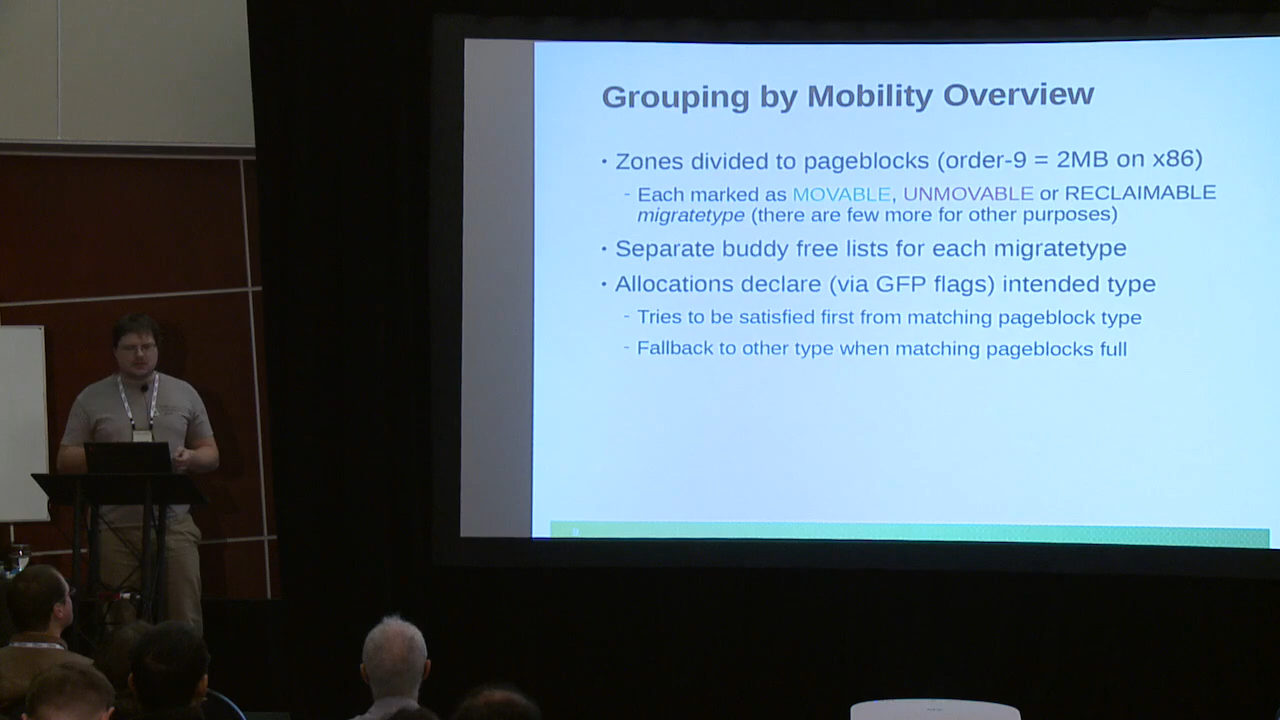 Grouping by Mobility Overview
• Zones divided to pageblocks (order-9 = 2MB on x86)
- Each marked as MOVABLE, UNMOVABLE or RECLAIMABLE
migratetype (there are few more for other purposes)
• Separate buddy free lists for each migratetype
• Allocations declare (via GFP flags) intended type
- Tries to be satisfied first from matching pageblock type
- Fallback to other type when matching pageblocks full